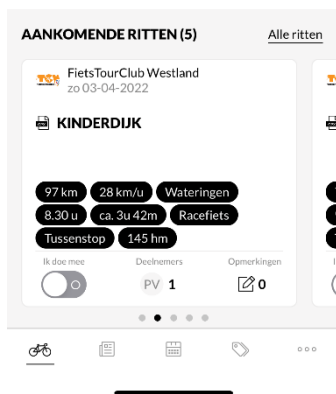 AANKOMENDE RITTEN (5) Alle ritten
FietsTourClub Westland
zo 03-04-2022
KINDERDIJK
97 km 28 km/u Wateringen
8.30 u ca. 3u 42m Racefiets
Tussenstop 145 hm
Ik doe mee Deelnemers Opmerkingen
PV 1 0